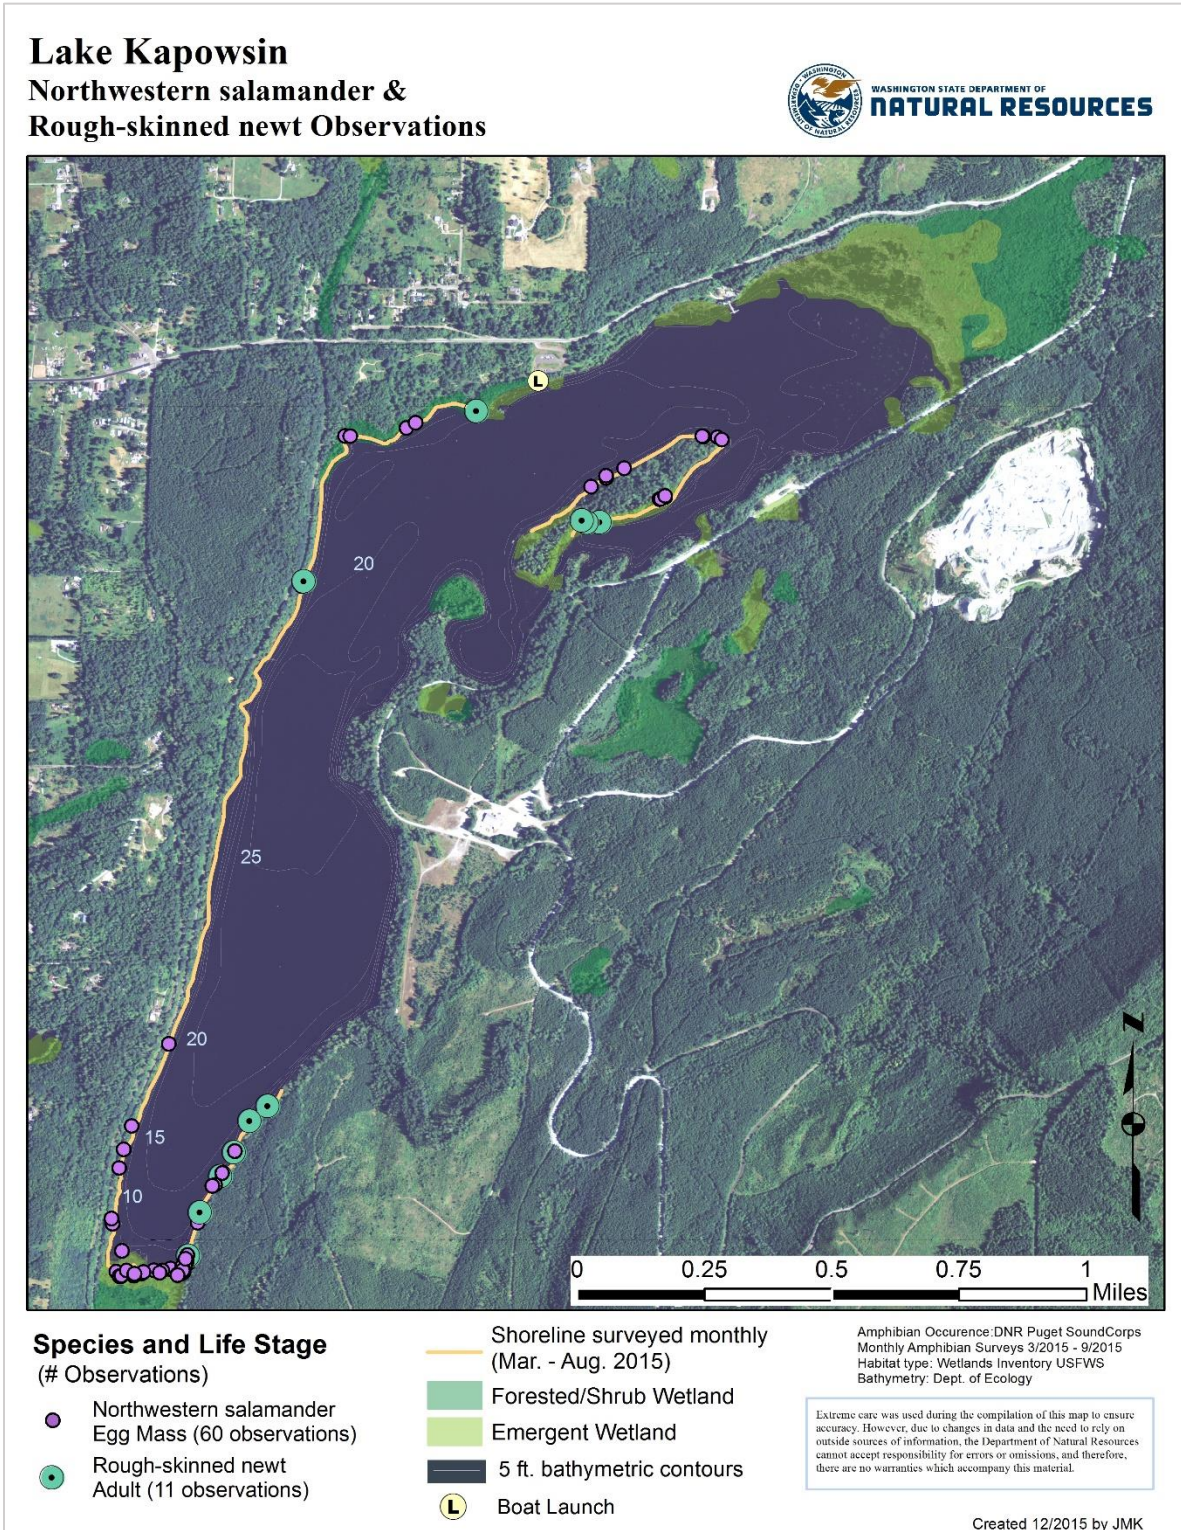 Lake Kapowsin
Northwestern salamander &
Rough-skinned newt Observations
WASHINGTON STATE DEPARTMENT OF
NATURAL RESOURCES
WASHINGTON
DEPARTMENT OF NATURAL RESOURCES
L
20
25
20
15
10
N
0 0.25 0.5 0.75 1
Miles
Species and Life Stage
(# Observations)
Northwestern salamander
Egg Mass (60 observations)
Rough-skinned newt
Adult (11 observations)
Shoreline surveyed monthly
(Mar. - Aug. 2015)
Forested/Shrub Wetland
Emergent Wetland
5 ft. bathymetric contours
L Boat Launch
Amphibian Occurence:DNR Puget SoundCorps
Monthly Amphibian Surveys 3/2015 - 9/2015
Habitat type: Wetlands Inventory USFWS
Bathymetry: Dept. of Ecology
Extreme care was used during the compilation of this map to ensure
accuracy. However, due to changes in data and the need to rely on
outside sources of information, the Department of Natural Resources
cannot accept responsibility for errors or omissions, and therefore,
there are no warranties which accompany this material.
Created 12/2015 by JMK